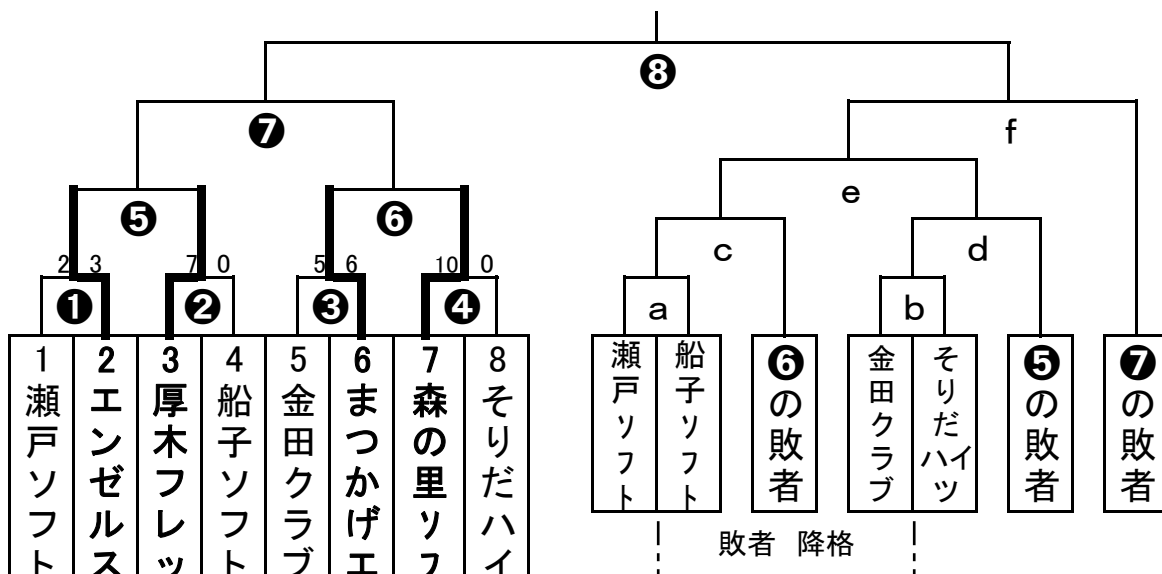 ❽
❼
f
❺
❻
e
c
d
2 3
7 0
5 6
10 0
❶
❷
❸
❹
a
b
1 瀬戸ソフト
2 エンゼルス
3 厚木フレッ
4 船子ソフト
5 金田クラブ
6 まつかげエ
7 森の里ソフ
8 そりだハイ
瀬戸ソフト
船子ソフト
❻の敗者
金田クラブ
そりだハイツ
❺の敗者
❼の敗者
敗者 降格